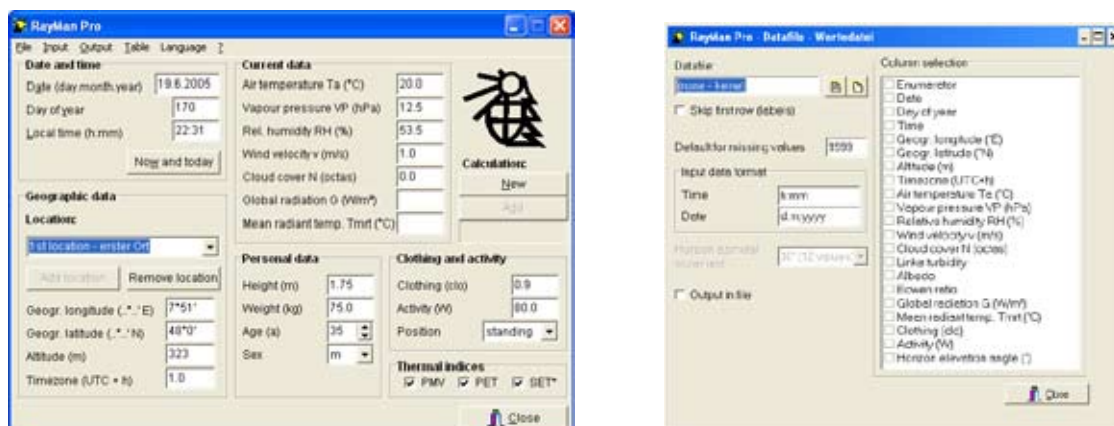 RayMan Pro
File Input Output Table Language ?
Date and time
Date (day.month.year) 19.6.2005
Day of year 170
Local time (h:mm) 22:31
Now and today
Geographic data
Location:
1st location - erster Ort
Add location Remove location
Geogr. longitude (..°..' E) 7°51'
Geogr. latitude (..°..' N) 48°0'
Altitude (m) 323
Timezone (UTC + h) 1.0
Current data
Air temperature Ta (°C) 20.0
Vapour pressure VP (hPa) 12.5
Rel. humidity RH (%) 53.5
Wind velocity v (m/s) 1.0
Cloud cover N (octas) 0.0
Global radiation G (W/m²)
Mean radiant temp. Tmrt (°C)
Calculation:
New
Add
Personal data
Height (m) 1.75
Weight (kg) 75.0
Age (a) 35
Sex m
Clothing and activity
Clothing (clo) 0.9
Activity (W) 80.0
Position standing
Thermal indices
PMV PET SET*
Close
RayMan Pro - Datafile - Wertedatei
Datafile
none - keiner
Skip first row (labels)
Default for missing values 9999
Input data format
Time h:mm
Date d.m.yyyy
30° (12 values)
Output in file
Column selection
Enumerator
Date
Day of year
Time
Geogr. longitude (°E)
Geogr. latitude (°N)
Altitude (m)
Timezone (UTC+h)
Air temperature Ta (°C)
Vapour pressure VP (hPa)
Relative humidity RH (%)
Wind velocity v (m/s)
Cloud cover N (octas)
Linke turbidity
Albedo
Bowen ratio
Global radiation G (W/m²)
Mean radiant temp. Tmrt (°C)
Clothing (clo)
Activity (W)
Horizon elevation angle (°)
Close